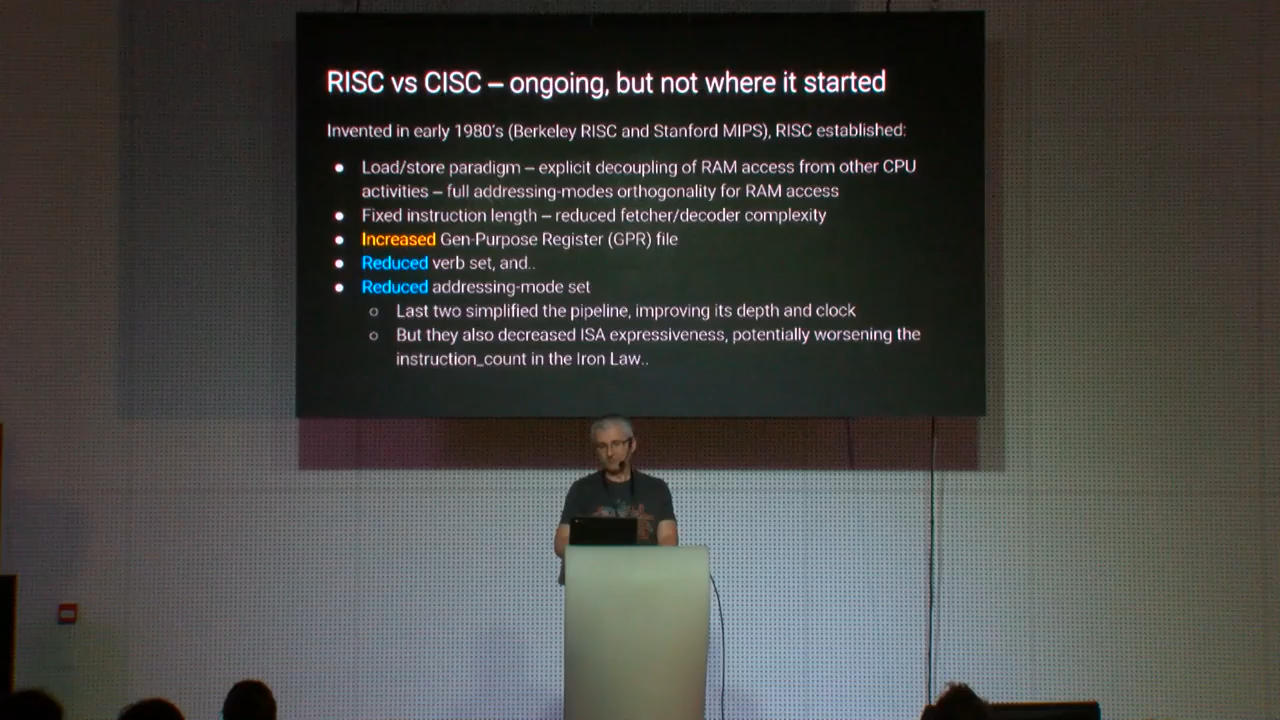 RISC vs CISC – ongoing, but not where it started
Invented in early 1980's (Berkeley RISC and Stanford MIPS), RISC established:
● Load/store paradigm – explicit decoupling of RAM access from other CPU
activities – full addressing-modes orthogonality for RAM access
● Fixed instruction length – reduced fetcher/decoder complexity
● Increased Gen-Purpose Register (GPR) file
● Reduced verb set, and..
● Reduced addressing-mode set
○ Last two simplified the pipeline, improving its depth and clock
○ But they also decreased ISA expressiveness, potentially worsening the
instruction_count in the Iron Law..